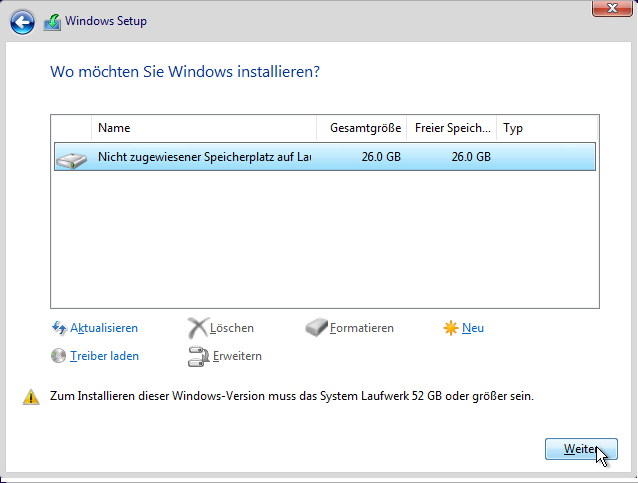 Windows Setup
Wo möchten Sie Windows installieren?
Name Gesamtgröße Freier Speich... Typ
Nicht zugewiesener Speicherplatz auf Lau 26.0 GB 26.0 GB
Aktualisieren Löschen Formatieren Neu
Treiber laden Erweitern
Zum Installieren dieser Windows-Version muss das System Laufwerk 52 GB oder größer sein.
Weiter